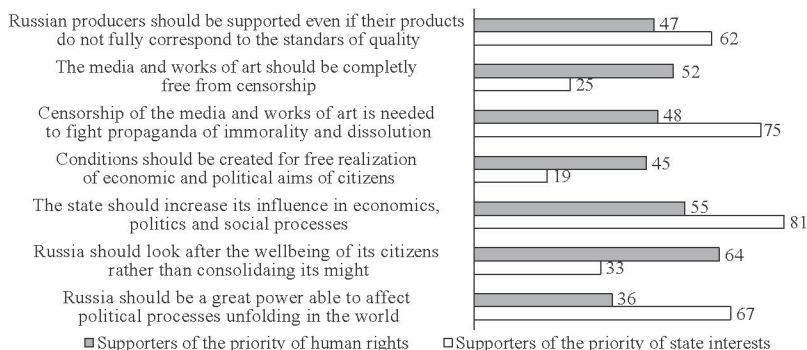 Russian producers should be supported even if their products
do not fully correspond to the standars of quality
47
62
The media and works of art should be completly
free from censorship
52
25
Censorship of the media and works of art is needed
to fight propaganda of immorality and dissolution
48
75
Conditions should be created for free realization
of economic and political aims of citizens
45
19
The state should increase its influence in economics,
politics and social processes
55
81
Russia should look after the wellbeing of its citizens
rather than consolidaing its might
64
33
Russia should be a great power able to affect
political processes unfolding in the world
36
67
Supporters of the priority of human rights
Supporters of the priority of state interests